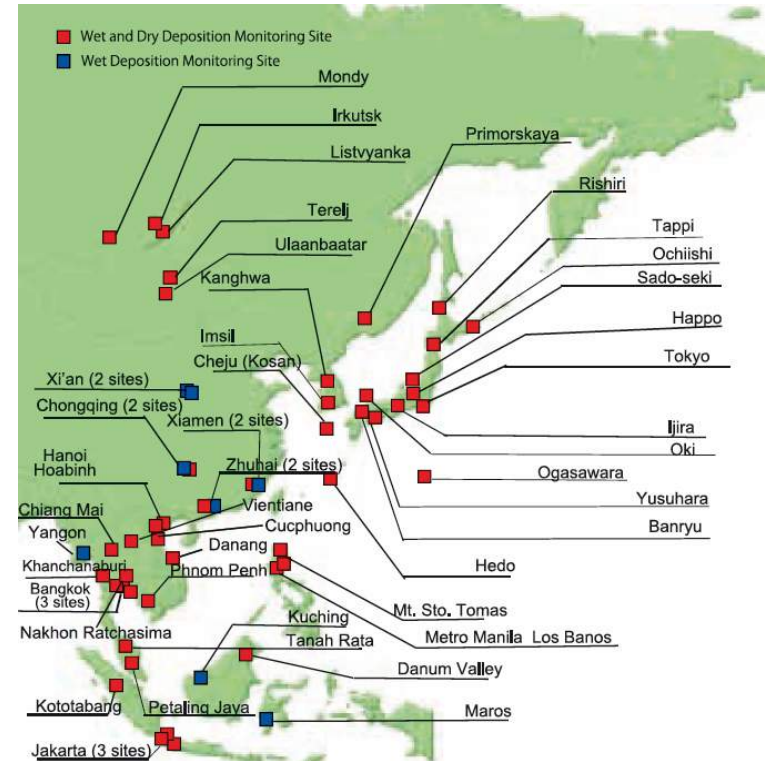 Wet and Dry Deposition Monitoring Site
Wet Deposition Monitoring Site
Mondy
Irkutsk
Primorskaya
Listvyanka
Rishiri
Terelj
Tappi
Ulaanbaatar
Ochiishi
Kanghwa
Sado-seki
Happo
Imsil
Cheju (Kosan)
Tokyo
Xi'an (2 sites)
Chongqing (2 sites)
Xiamen (2 sites)
Ijira
Oki
Hanoi
Hoabinh
Zhuhai (2 sites)
Ogasawara
Chiang Mai
Vientiane
Yusuhara
Cucphuong
Yangon
Banryu
Danang
Khanchanaburi
Phnom Penh
Hedo
Bangkok
(3 sites)
Mt. Sto. Tomas
Kuching
Nakhon Ratchasima
Tanah Rata
Metro Manila Los Banos
Danum Valley
Kototabang
Petaling Jaya
Maros
Jakarta (3 sites)